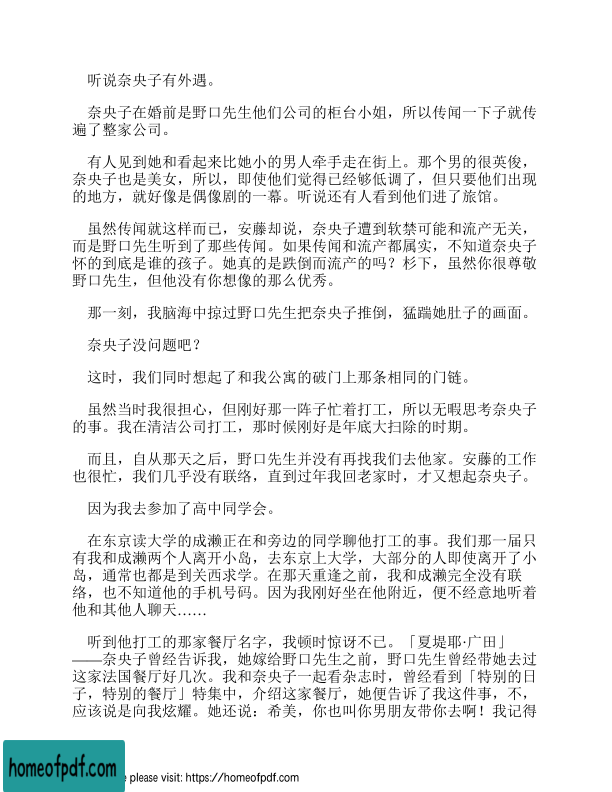 听说奈央子有外遇。
奈央子在婚前是野口先生他们公司的柜台小姐，所以传闻一下子就传
遍了整家公司。
有人见到她和看起来比她小的男人牵手走在街上。那个男的很英俊，
奈央子也是美女，所以，即使他们觉得已经够低调了，但只要他们出现
的地方，就好像是偶像剧的一幕。听说还有人看到他们进了旅馆。
虽然传闻就这样而已，安藤却说，奈央子遭到软禁可能和流产无关，
而是野口先生听到了那些传闻。如果传闻和流产都属实，不知道奈央子
怀的到底是谁的孩子。她真的是跌倒而流产的吗？杉下，虽然你很尊敬
野口先生，但他没有你想像的那么优秀。
那一刻，我脑海中掠过野口先生把奈央子推倒，猛踹她肚子的画面。
奈央子没问题吧？
这时，我们同时想起了和我公寓的破门上那条相同的门链。
虽然当时我很担心，但刚好那一阵子忙着打工，所以无暇思考奈央子
的事。我在清洁公司打工，那时候刚好是年底大扫除的时期。
而且，自从那天之后，野口先生并没有再找我们去他家。安藤的工作
也很忙，我们几乎没有联络，直到过年我回老家时，才又想起奈央子。
因为我去参加了高中同学会。
在东京读大学的成濑正在和旁边的同学聊他打工的事。我们那一届只
有我和成濑两个人离开小岛，去东京上大学，大部分的人即使离开了小
岛，通常也都是到关西求学。在那天重逢之前，我和成濑完全没有联
络，也不知道他的手机号码。因为我刚好坐在他附近，便不经意地听着
他和其他人聊天……
听到他打工的那家餐厅名字，我顿时惊讶不已。「夏堤耶·广田」
——奈央子曾经告诉我，她嫁给野口先生之前，野口先生曾经带她去过
这家法国餐厅好几次。我和奈央子一起看杂志时，曾经看到「特别的日
子，特别的餐厅」特集中，介绍这家餐厅，她便告诉了我这件事，不，
应该说是向我炫耀。她还说：希美，你也叫你男朋友带你去啊！我记得
homeofpdf.com
e please visit: https://homeofpdf.com